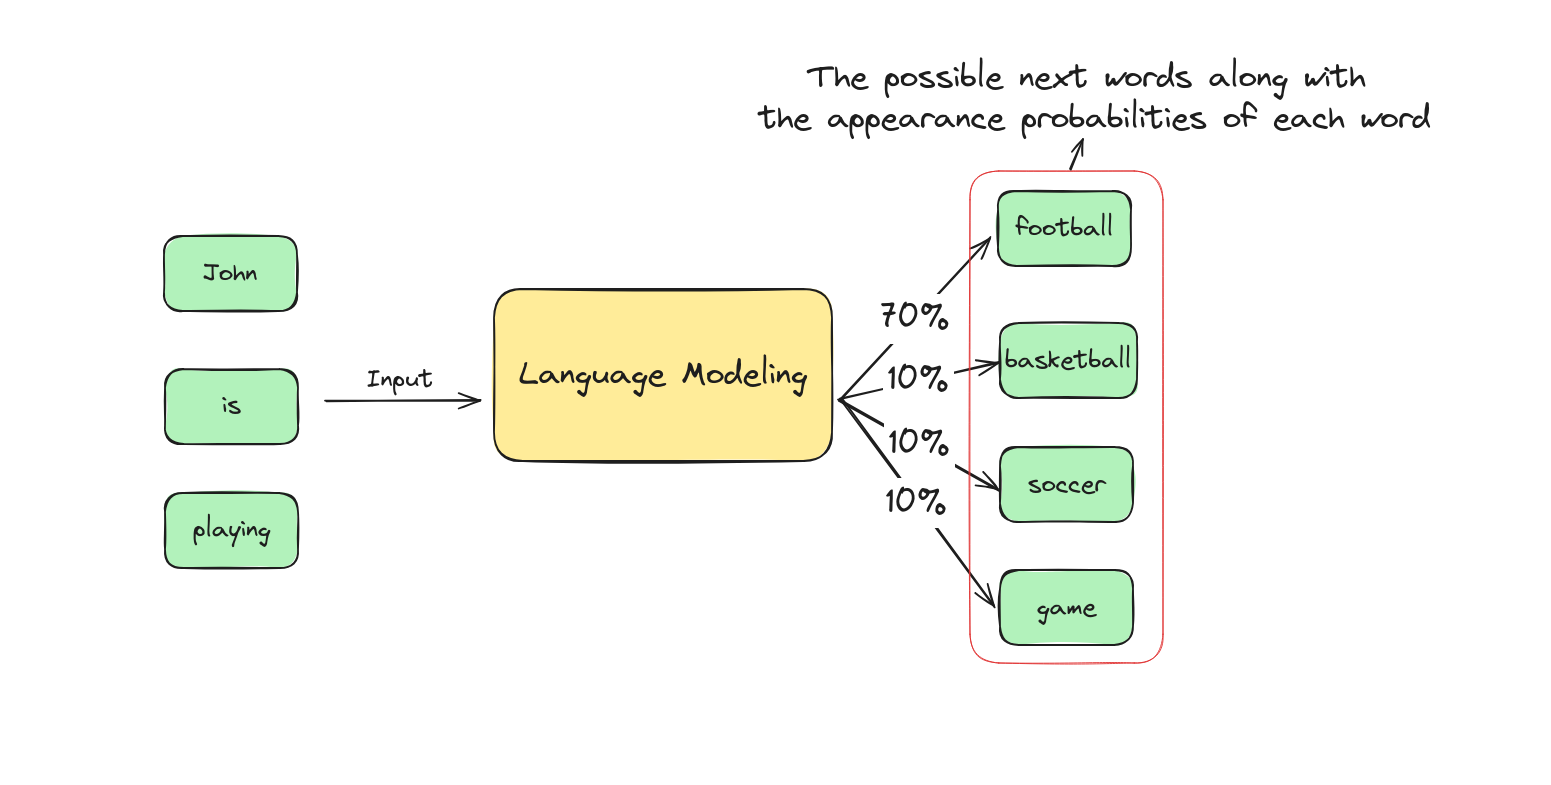 The possible next words along with
the appearance probabilities of each word
John
is
playing
Input
Language Modeling
70%
10%
10%
10%
football
basketball
soccer
game